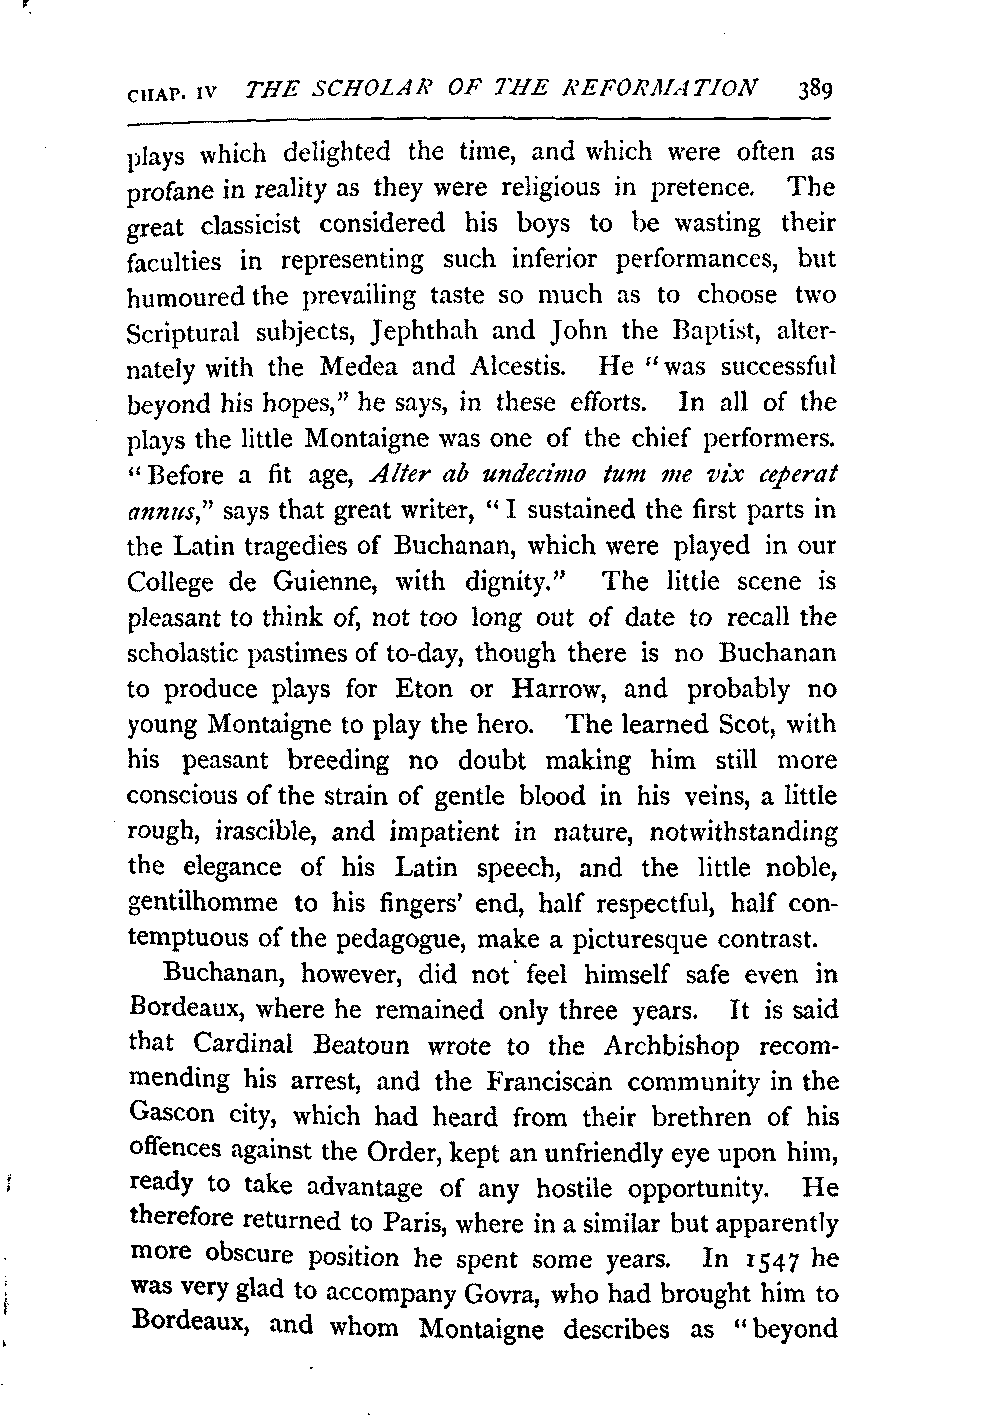 CHAP. IV THE SCHOLAR OF THE REFORMATION 389
plays which delighted the time, and which were often as
profane in reality as they were religious in pretence. The
great classicist considered his boys to be wasting their
faculties in representing such inferior performances, but
humoured the prevailing taste so much as to choose two
Scriptural subjects, Jephthah and John the Baptist, alter-
nately with the Medea and Alcestis. He "was successful
beyond his hopes," he says, in these efforts. In all of the
plays the little Montaigne was one of the chief performers.
"Before a fit age, Alter ab undecimo tum me vix ceperat
annus," says that great writer, "I sustained the first parts in
the Latin tragedies of Buchanan, which were played in our
College de Guienne, with dignity." The little scene is
pleasant to think of, not too long out of date to recall the
scholastic pastimes of to-day, though there is no Buchanan
to produce plays for Eton or Harrow, and probably no
young Montaigne to play the hero. The learned Scot, with
his peasant breeding no doubt making him still more
conscious of the strain of gentle blood in his veins, a little
rough, irascible, and impatient in nature, notwithstanding
the elegance of his Latin speech, and the little noble,
gentilhomme to his fingers' end, half respectful, half con-
temptuous of the pedagogue, make a picturesque contrast.
Buchanan, however, did not feel himself safe even in
Bordeaux, where he remained only three years. It is said
that Cardinal Beatoun wrote to the Archbishop recom-
mending his arrest, and the Franciscan community in the
Gascon city, which had heard from their brethren of his
offences against the Order, kept an unfriendly eye upon him,
ready to take advantage of any hostile opportunity. He
therefore returned to Paris, where in a similar but apparently
more obscure position he spent some years. In 1547 he
was very glad to accompany Govra, who had brought him to
Bordeaux, and whom Montaigne describes as "beyond